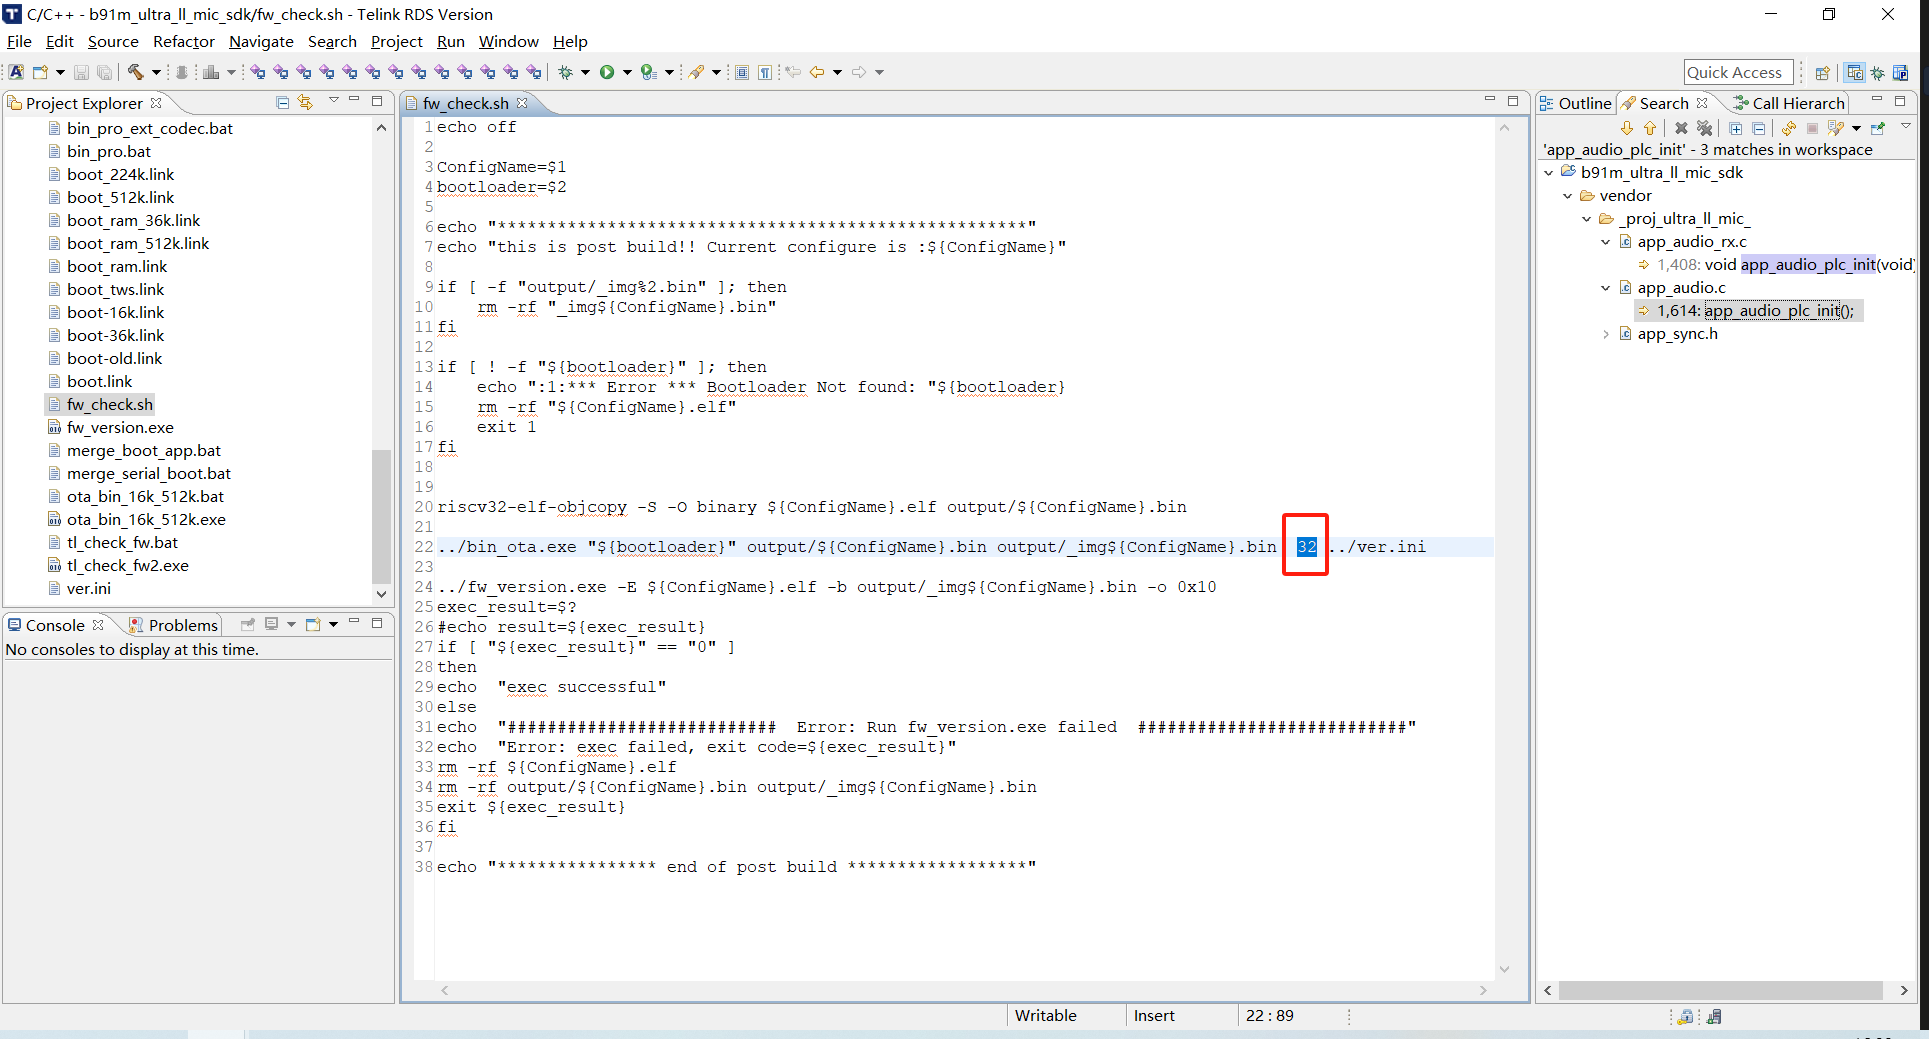 C/C++ - b91m_ultra_ll_mic_sdk/fw_check.sh - Telink RDS Version
File Edit Source Refactor Navigate Search Project Run Window Help
Quick Access
Project Explorer
bin_pro_ext_codec.bat
bin_pro.bat
boot_224k.link
boot_512k.link
boot_ram_36k.link
boot_ram_512k.link
boot_ram.link
boot_tws.link
boot-16k.link
boot-36k.link
boot-old.link
boot.link
fw_check.sh
fw_version.exe
merge_boot_app.bat
merge_serial_boot.bat
ota_bin_16k_512k.bat
ota_bin_16k_512k.exe
tl_check_fw.bat
tl_check_fw2.exe
ver.ini
Console Problems
No consoles to display at this time.
fw_check.sh
1 echo off
2
3 ConfigName=$1
4 bootloader=$2
5
6 echo "*****************************************************"
7 echo "this is post build!! Current configure is :${ConfigName}"
8
9 if [ -f "output/_img%2.bin" ]; then
10     rm -rf "_img${ConfigName}.bin"
11 fi
12
13 if [ ! -f "${bootloader}" ]; then
14     echo ":1:*** Error *** Bootloader Not found: "${bootloader}
15     rm -rf "${ConfigName}.elf"
16     exit 1
17 fi
18
19
20 riscv32-elf-objcopy -S -O binary ${ConfigName}.elf output/${ConfigName}.bin
21
22 ../bin_ota.exe "${bootloader}" output/${ConfigName}.bin output/_img${ConfigName}.bin  32 ../ver.ini
23
24 ../fw_version.exe -E ${ConfigName}.elf -b output/_img${ConfigName}.bin -o 0x10
25 exec_result=$?
26 #echo result=${exec_result}
27 if [ "${exec_result}" == "0" ]
28 then
29 echo  "exec successful"
30 else
31 echo  "###########################  Error: Run fw_version.exe failed  ###########################"
32 echo  "Error: exec failed, exit code=${exec_result}"
33 rm -rf ${ConfigName}.elf
34 rm -rf output/${ConfigName}.bin output/_img${ConfigName}.bin
35 exit ${exec_result}
36 fi
37
38 echo "**************** end of post build ******************"
Outline Search Call Hierarch
'app_audio_plc_init' - 3 matches in workspace
b91m_ultra_ll_mic_sdk
vendor
_proj_ultra_ll_mic_
app_audio_rx.c
1,408: void app_audio_plc_init(void)
app_audio.c
1,614: app_audio_plc_init();
app_sync.h
Writable Insert 22 : 89